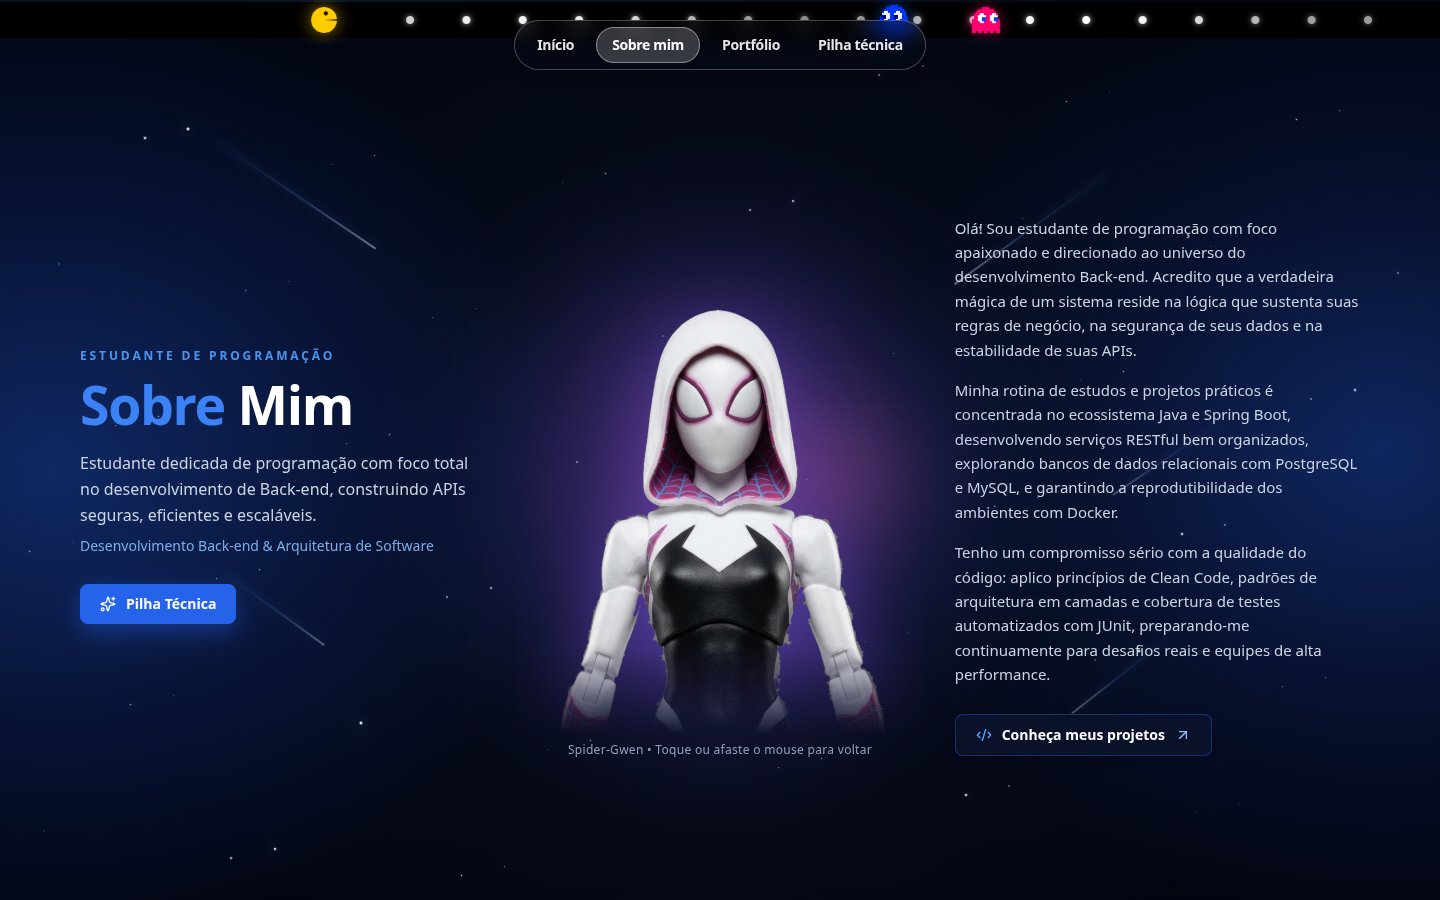 Início
Sobre mim
Portfólio
Pilha técnica
ESTUDANTE DE PROGRAMAÇÃO
Sobre Mim
Estudante dedicada de programação com foco total
no desenvolvimento de Back-end, construindo APIs
seguras, eficientes e escaláveis.
Desenvolvimento Back-end & Arquitetura de Software
Pilha Técnica
Spider-Gwen • Toque ou afaste o mouse para voltar
Olá! Sou estudante de programação com foco
apaixonado e direcionado ao universo do
desenvolvimento Back-end. Acredito que a verdadeira
mágica de um sistema reside na lógica que sustenta suas
regras de negócio, na segurança de seus dados e na
estabilidade de suas APIs.
Minha rotina de estudos e projetos práticos é
concentrada no ecossistema Java e Spring Boot,
desenvolvendo serviços RESTful bem organizados,
explorando bancos de dados relacionais com PostgreSQL
e MySQL, e garantindo a reprodutibilidade dos
ambientes com Docker.
Tenho um compromisso sério com a qualidade do
código: aplico princípios de Clean Code, padrões de
arquitetura em camadas e cobertura de testes
automatizados com JUnit, preparando-me
continuamente para desafios reais e equipes de alta
performance.
Conheça meus projetos